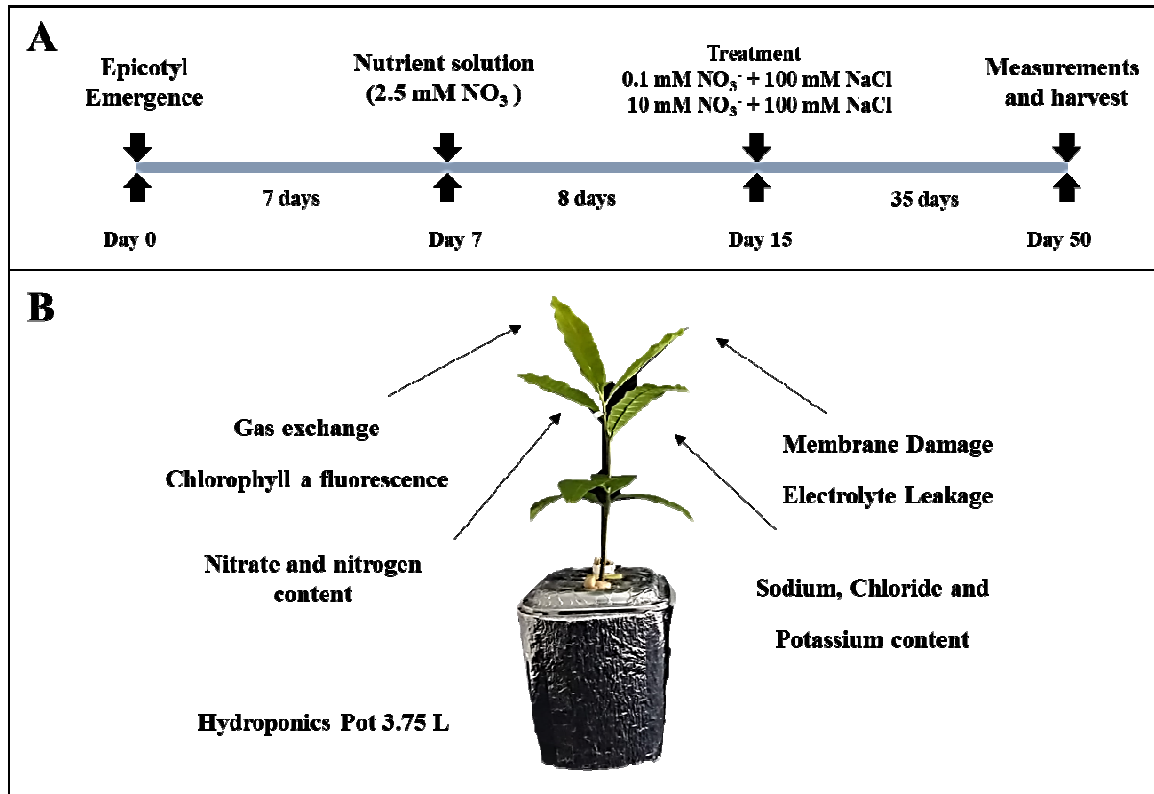 A
Epicotyl
Emergence
Nutrient solution
(2.5 mM NO₃ )
Treatment
0.1 mM NO₃⁻ + 100 mM NaCl
10 mM NO₃⁻ + 100 mM NaCl
Measurements
and harvest
7 days
8 days
35 days
Day 0
Day 7
Day 15
Day 50
B
Gas exchange
Chlorophyll a fluorescence
Nitrate and nitrogen
content
Membrane Damage
Electrolyte Leakage
Sodium, Chloride and
Potassium content
Hydroponics Pot 3.75 L